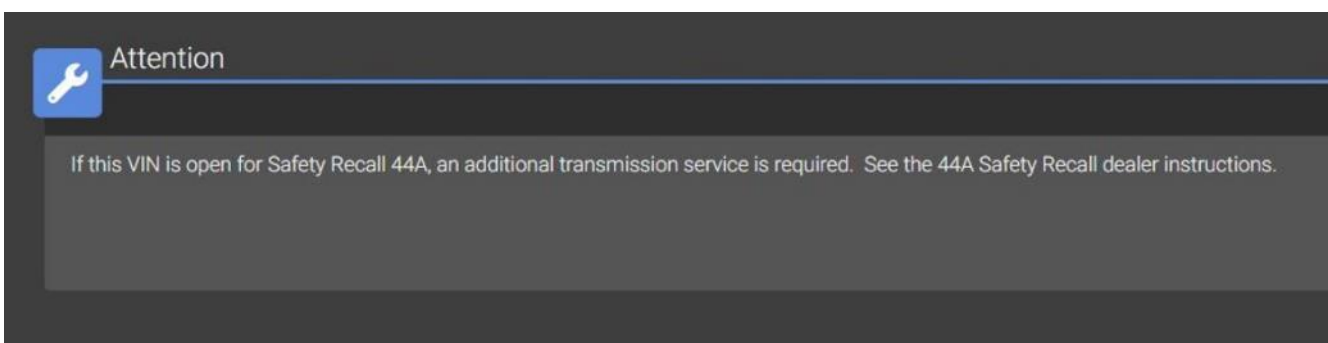 Attention
If this VIN is open for Safety Recall 44A, an additional transmission service is required.  See the 44A Safety Recall dealer instructions.